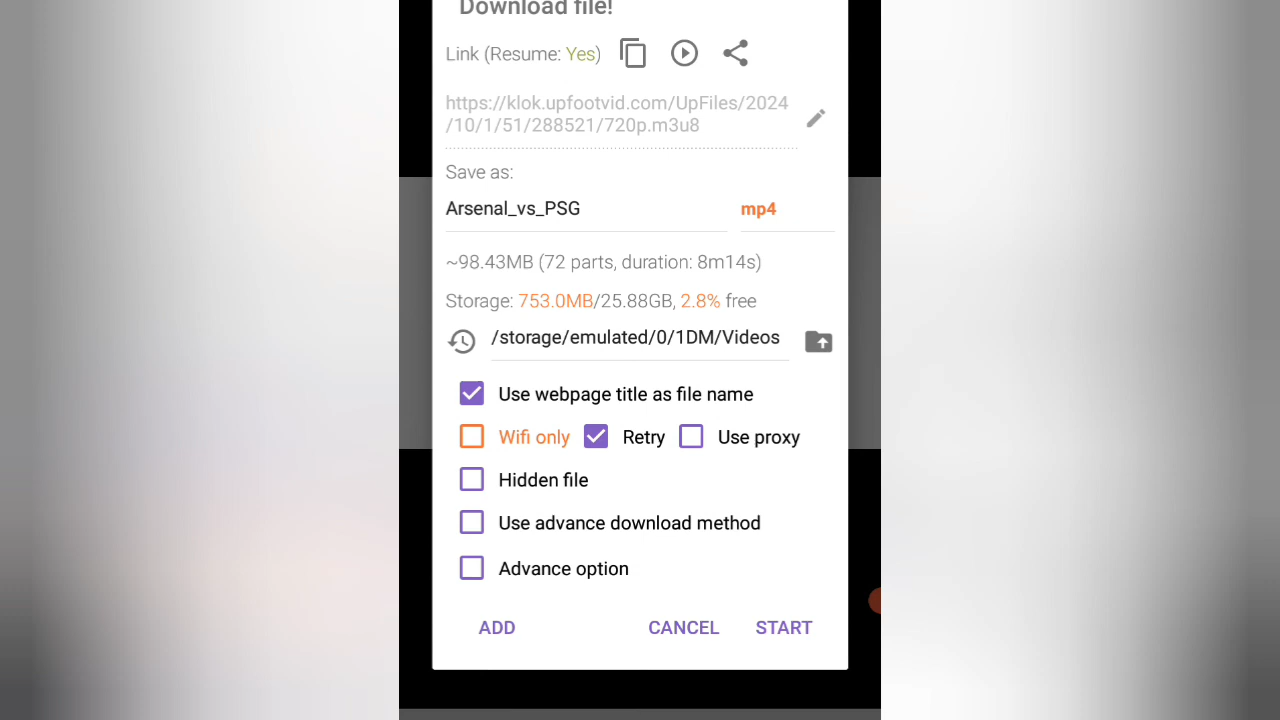 Download file!
Link (Resume: Yes)
https://klok.upfootvid.com/UpFiles/2024
/10/1/51/288521/720p.m3u8
Save as:
Arsenal_vs_PSG mp4
~98.43MB (72 parts, duration: 8m14s)
Storage: 753.0MB/25.88GB, 2.8% free
/storage/emulated/0/1DM/Videos
Use webpage title as file name
Wifi only Retry Use proxy
Hidden file
Use advance download method
Advance option
ADD CANCEL START